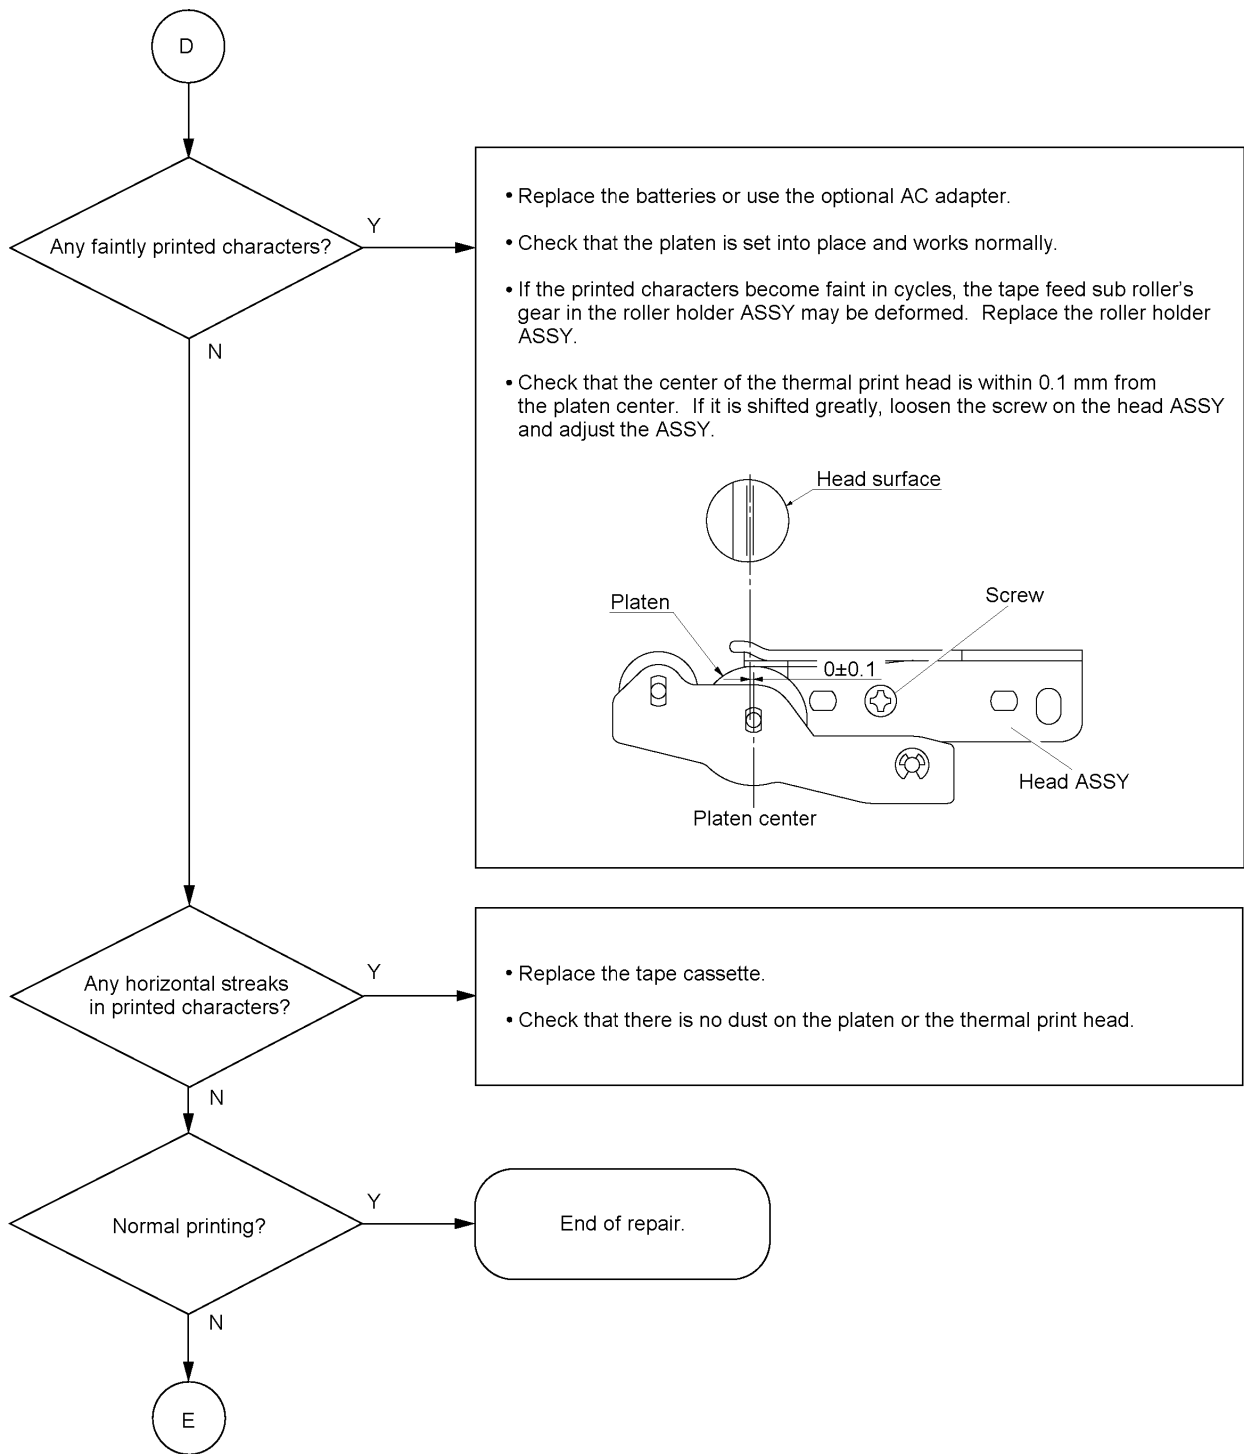 D
Any faintly printed characters?
Y
N
• Replace the batteries or use the optional AC adapter.
• Check that the platen is set into place and works normally.
• If the printed characters become faint in cycles, the tape feed sub roller's
gear in the roller holder ASSY may be deformed. Replace the roller holder
ASSY.
• Check that the center of the thermal print head is within 0.1 mm from
the platen center. If it is shifted greatly, loosen the screw on the head ASSY
and adjust the ASSY.
Head surface
Platen
Screw
0±0.1
Head ASSY
Platen center
Any horizontal streaks
in printed characters?
Y
N
• Replace the tape cassette.
• Check that there is no dust on the platen or the thermal print head.
Normal printing?
Y
N
End of repair.
E